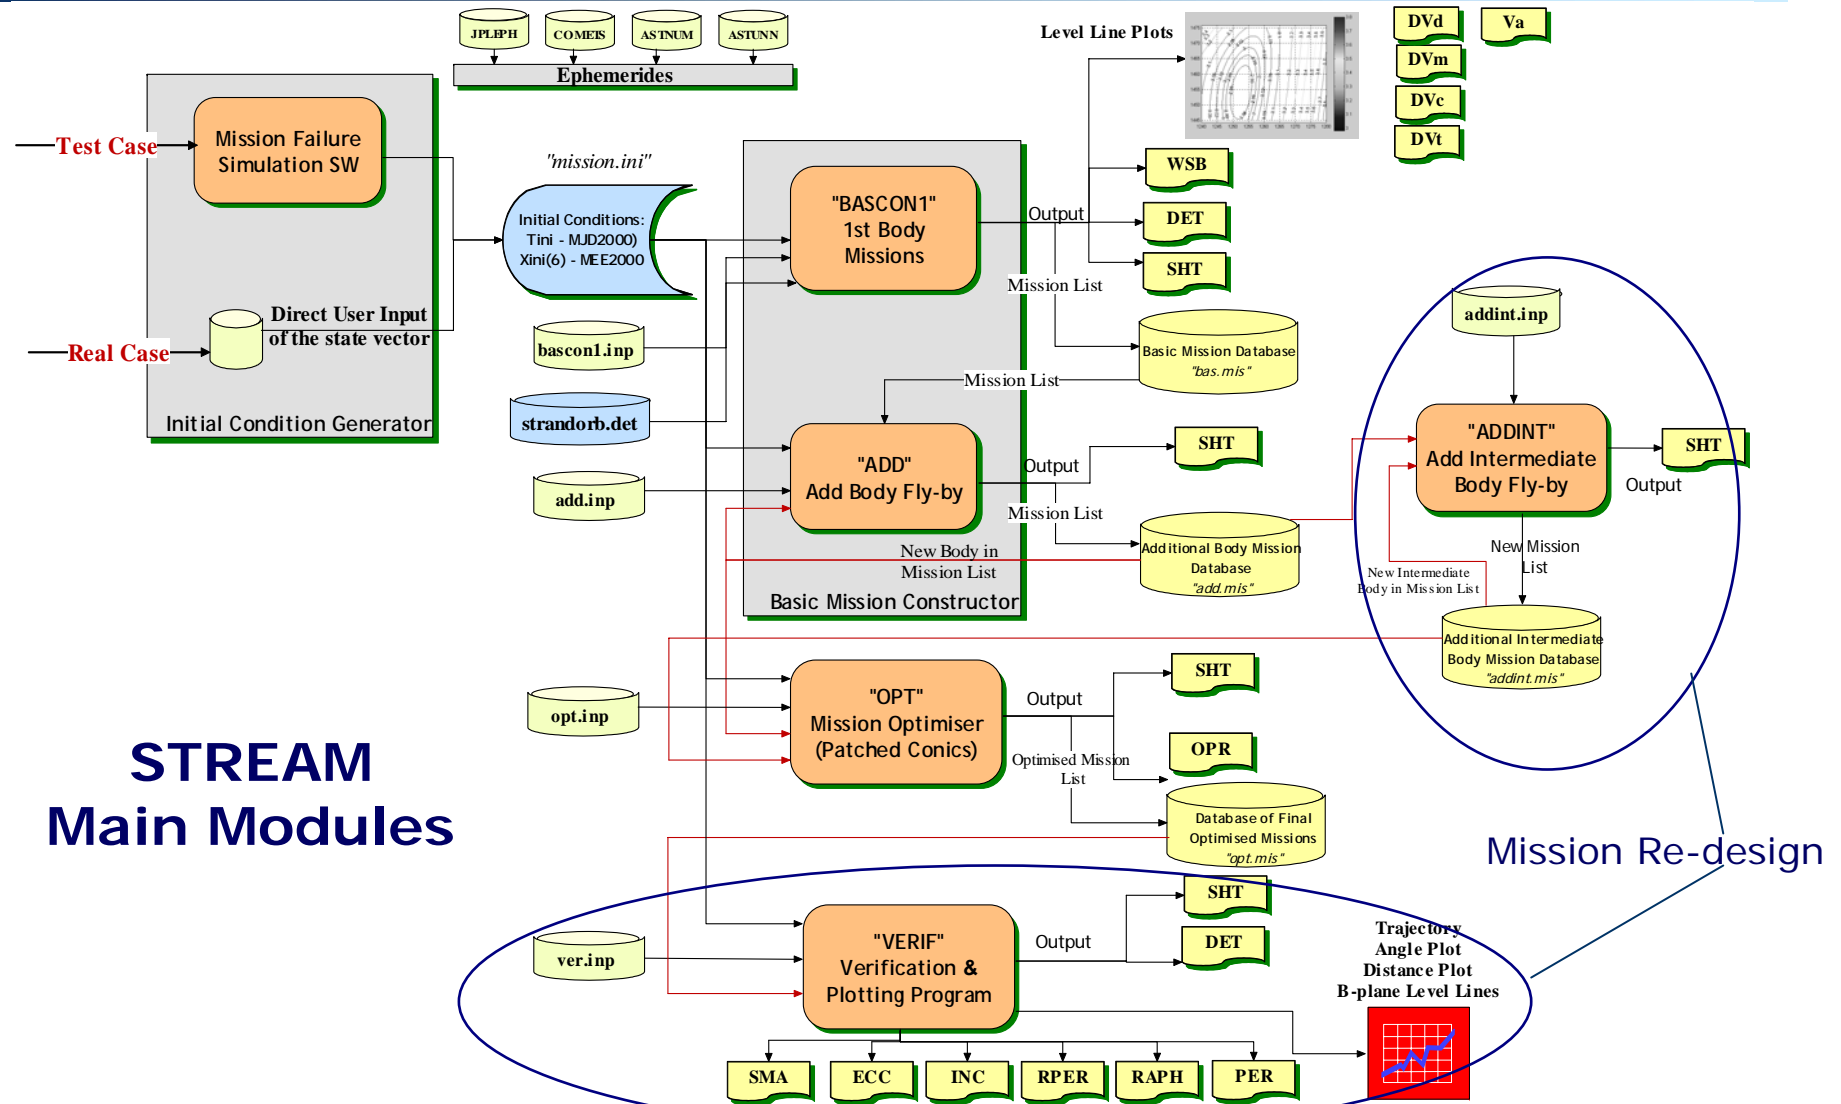 JPLEPH
COMETS
ASTNUM
ASTUNN
Ephemerides
Level Line Plots
DVd
Va
DVm
DVc
DVt
Test Case
Mission Failure
Simulation SW
Real Case
Direct User Input
of the state vector
Initial Condition Generator
"mission.ini"
Initial Conditions:
Tini - MJD2000)
Xini(6) - MEE2000
bascon1.inp
strandorb.det
add.inp
"BASCON1"
1st Body
Missions
Output
WSB
DET
SHT
Mission List
Basic Mission Database
"bas.mis"
Mission List
"ADD"
Add Body Fly-by
Output
SHT
Mission List
New Body in
Mission List
Additional Body Mission
Database
"add.mis"
Basic Mission Constructor
addint.inp
"ADDINT"
Add Intermediate
Body Fly-by
SHT
Output
New Mission
List
New Intermediate
Body in Mission List
Additional Intermediate
Body Mission Database
"addint.mis"
opt.inp
"OPT"
Mission Optimiser
(Patched Conics)
Output
SHT
OPR
Optimised Mission
List
Database of Final
Optimised Missions
"opt.mis"
STREAM
Main Modules
Mission Re-design
ver.inp
"VERIF"
Verification &
Plotting Program
Output
SHT
DET
Trajectory
Angle Plot
Distance Plot
B-plane Level Lines
SMA
ECC
INC
RPER
RAPH
PER